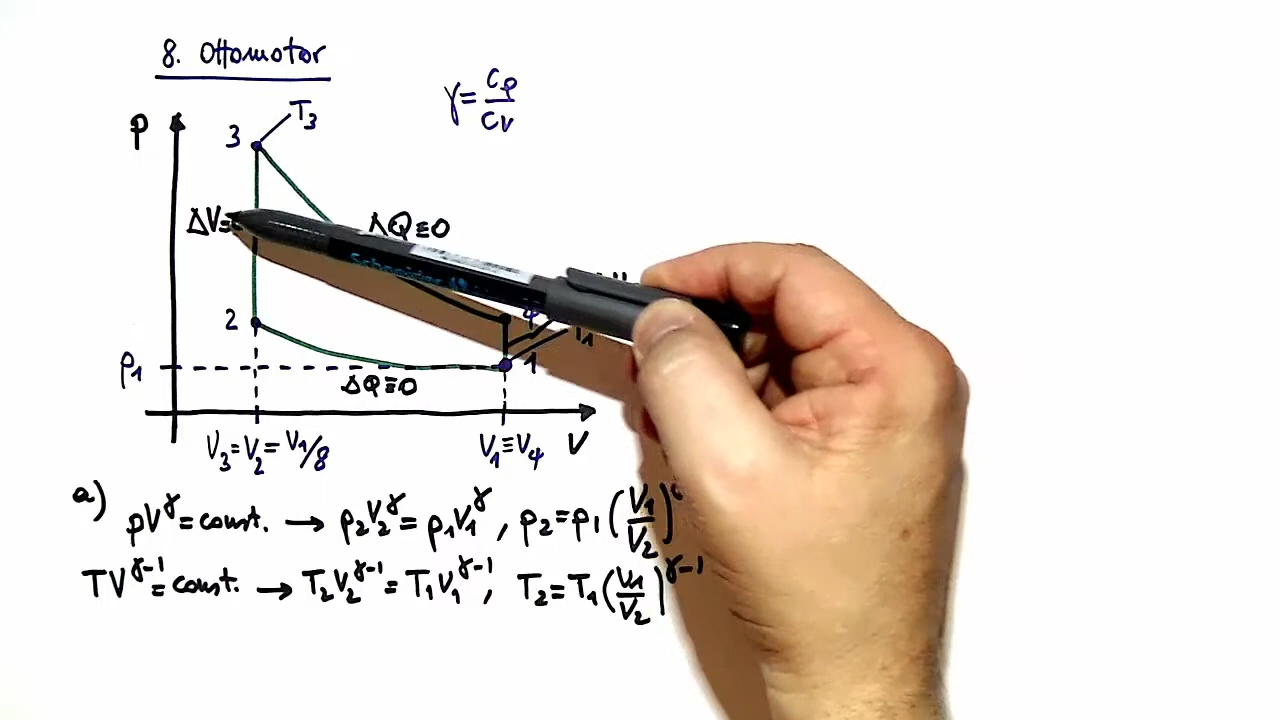 8. Ottomotor
γ = cp/cv
p
3
T₃
ΔV≡
ΔQ≡0
2
4
p₁
1
T₁
ΔQ≡0
V₃=V₂=V₁/8
V₁≡V₄
V
a)
pV^γ=const. → p₂V₂^γ=p₁V₁^γ, p₂=p₁(V₁/V₂)
TV^γ-1=const. → T₂V₂^γ-1=T₁V₁^γ-1, T₂=T₁(V₁/V₂)^γ-1
Schneider